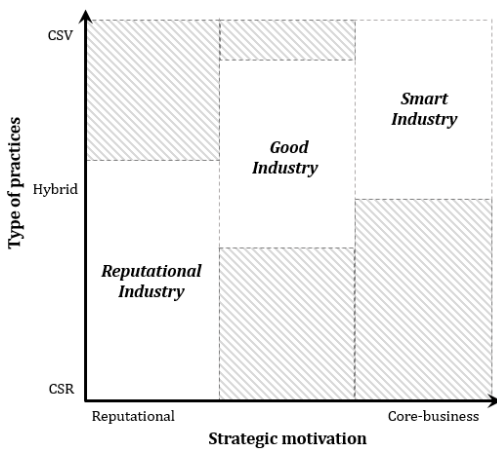 CSV
Smart
Industry
Good
Industry
Type of practices
Hybrid
Reputational
Industry
CSR
Reputational
Core-business
Strategic motivation